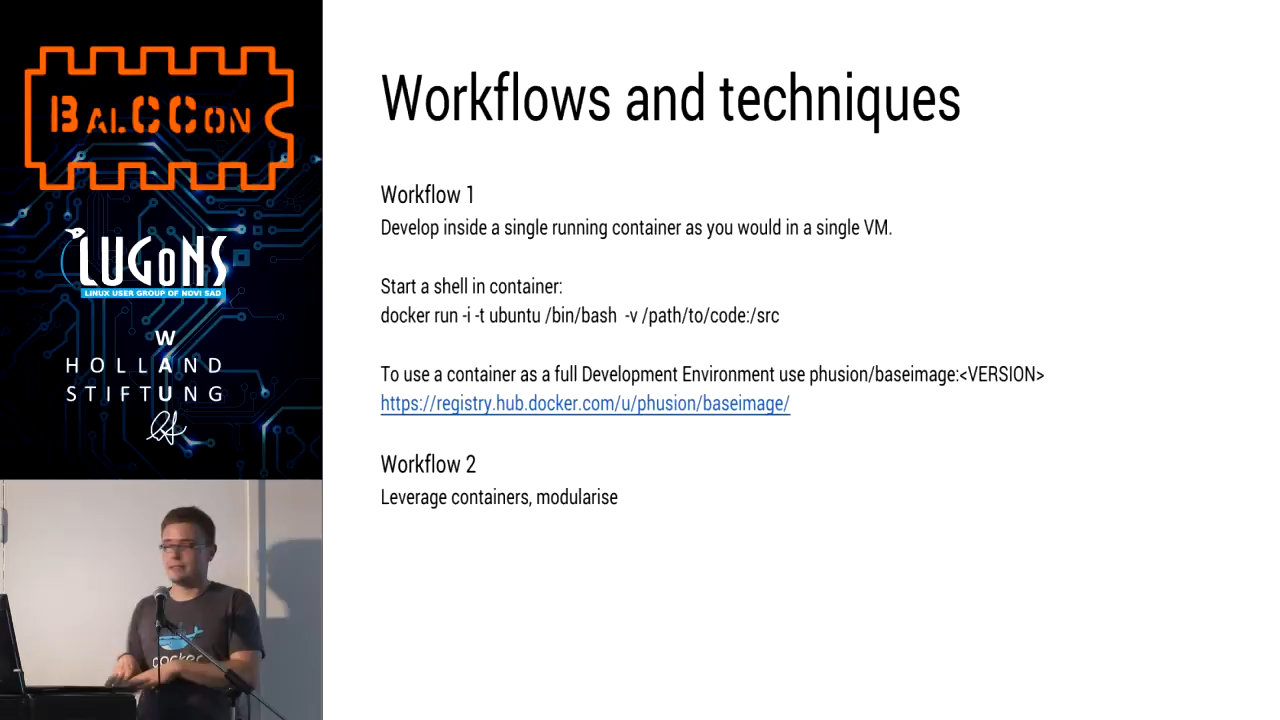 BALCCON
LUGoNS
LINUX USER GROUP OF NOVI SAD
W
HOLLAND
STIFTUNG
Workflows and techniques
Workflow 1
Develop inside a single running container as you would in a single VM.
Start a shell in container:
docker run -i -t ubuntu /bin/bash -v /path/to/code:/src
To use a container as a full Development Environment use phusion/baseimage:<VERSION>
https://registry.hub.docker.com/u/phusion/baseimage/
Workflow 2
Leverage containers, modularise
docker